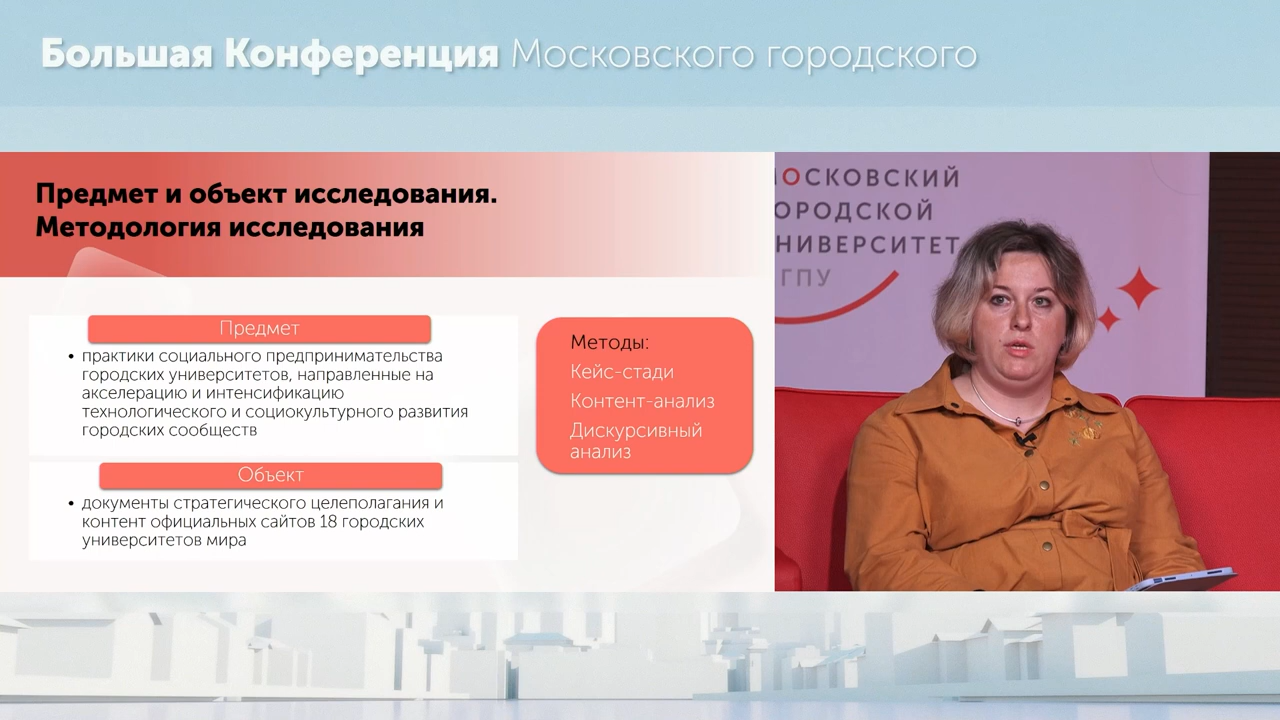 Большая Конференция Московского городского
Предмет и объект исследования.
Методология исследования
Предмет
• практики социального предпринимательства
городских университетов, направленные на
акселерацию и интенсификацию
технологического и социокультурного развития
городских сообществ
Объект
• документы стратегического целеполагания и
контент официальных сайтов 18 городских
университетов мира
Методы:
Кейс-стади
Контент-анализ
Дискурсивный
анализ
ОСКОВСКИЙ
ОРОДСКОЙ
НИВЕРСИТЕТ
ГПУ